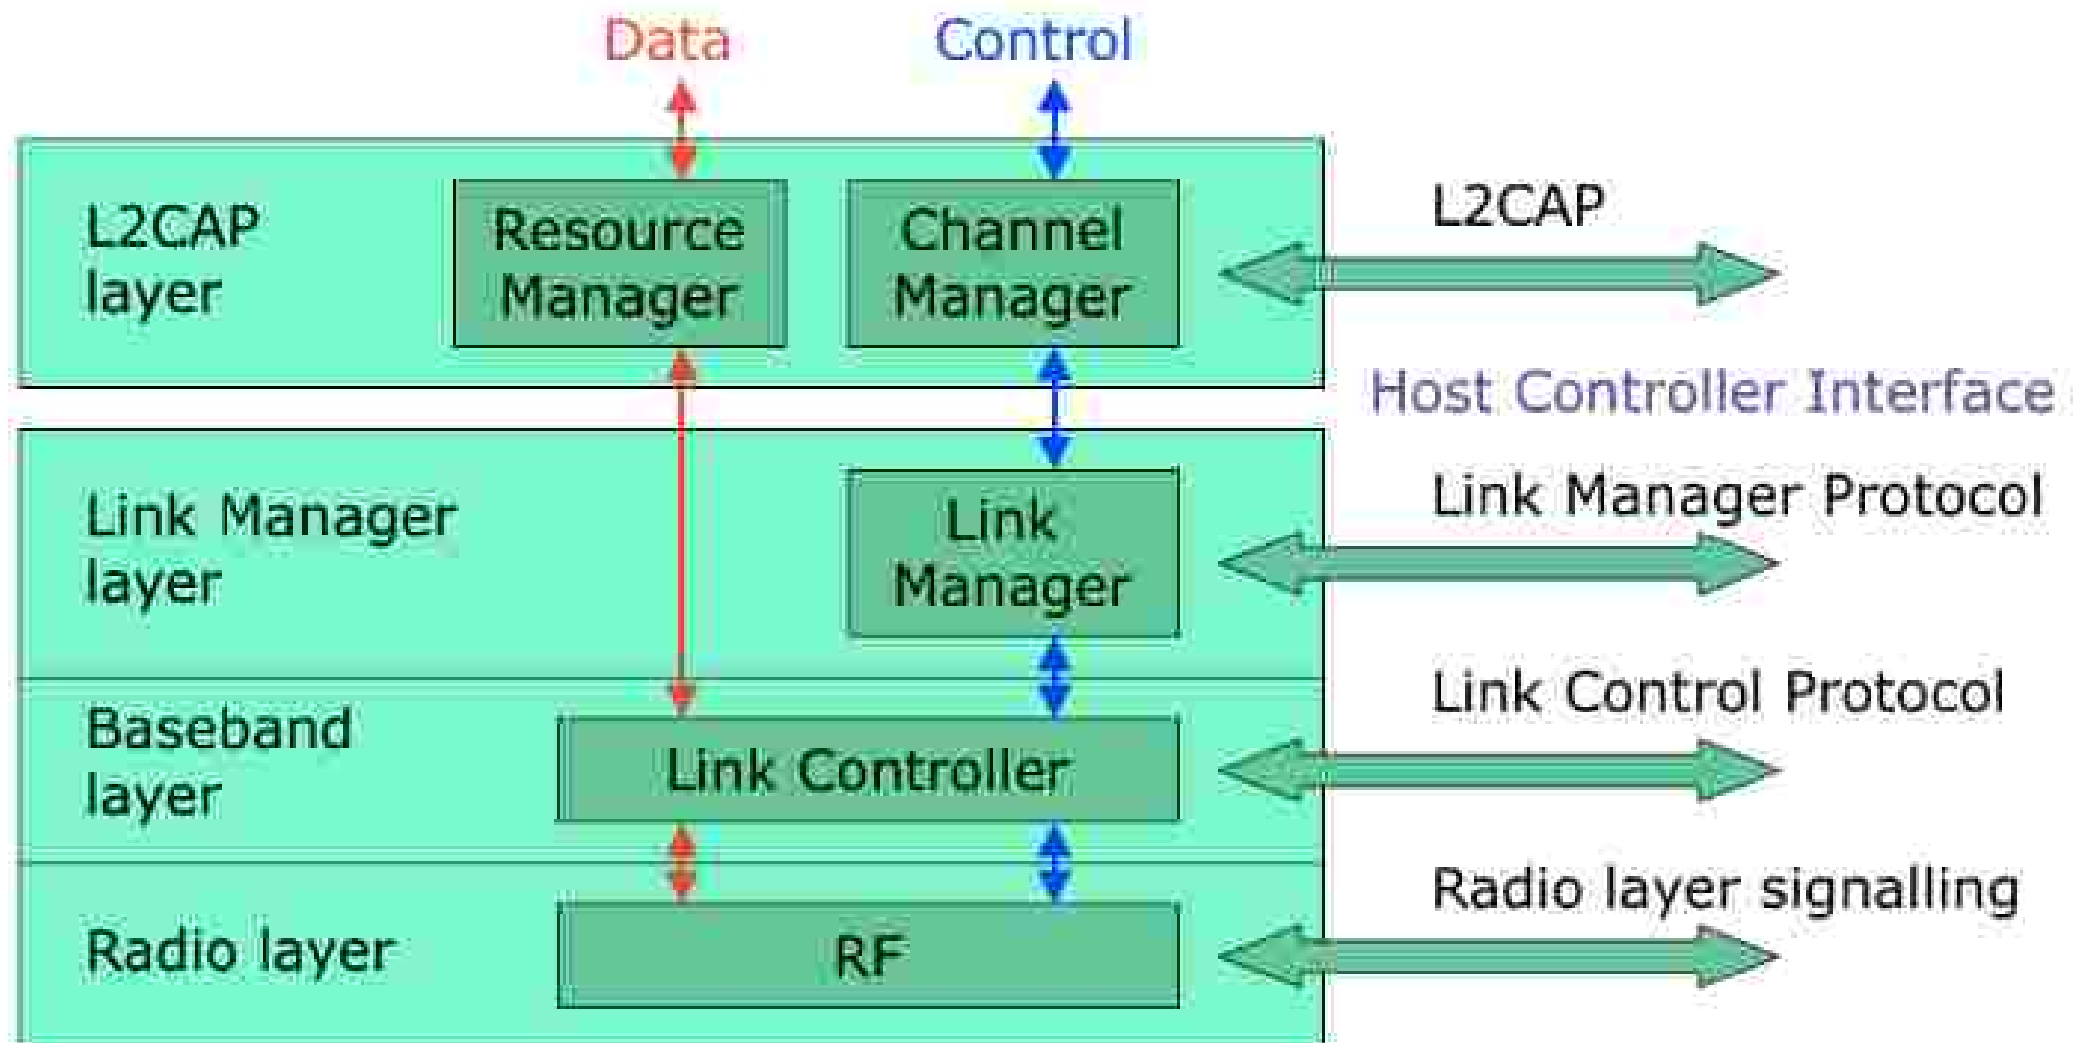 Data
Control
L2CAP
layer
Resource
Manager
Channel
Manager
L2CAP
Host Controller Interface
Link Manager
layer
Link
Manager
Link Manager Protocol
Baseband
layer
Link Controller
Link Control Protocol
Radio layer
RF
Radio layer signalling